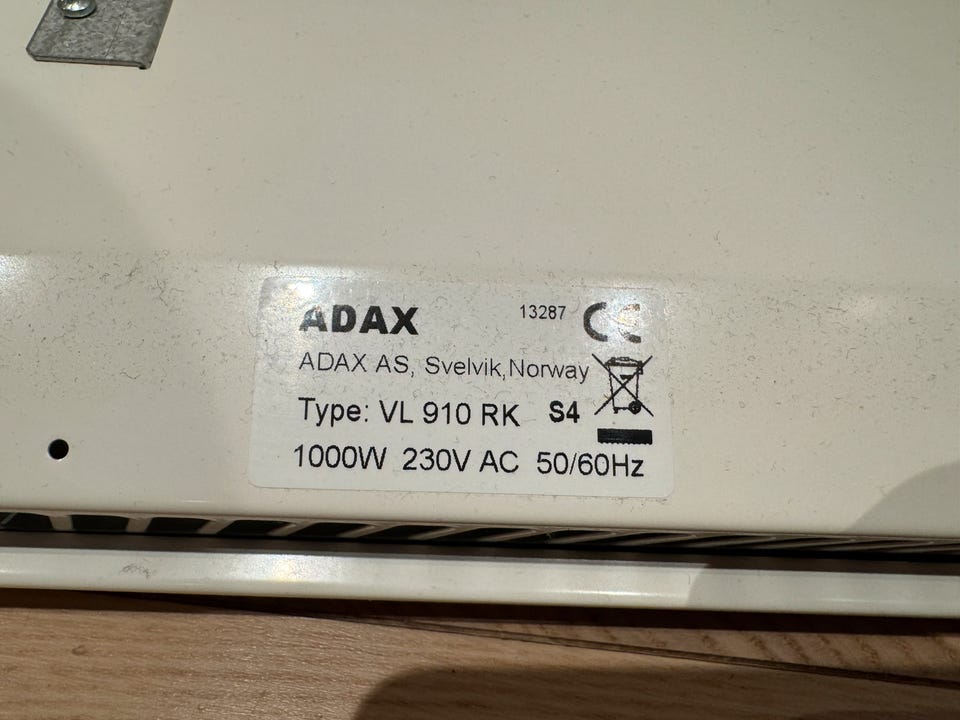 ADAX 13287 CE
ADAX AS, Svelvik, Norway
Type: VL 910 RK S4
1000W 230V AC 50/60Hz